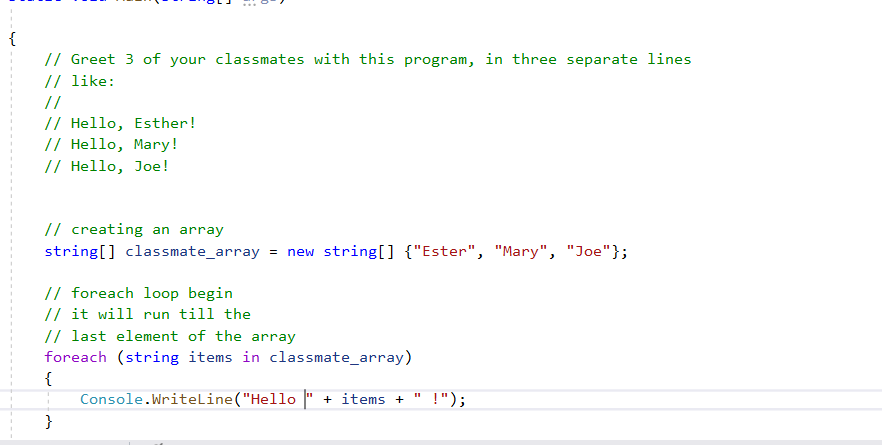 {
// Greet 3 of your classmates with this program, in three separate lines
// like:
//
// Hello, Esther!
// Hello, Mary!
// Hello, Joe!
// creating an array
string[] classmate_array = new string[] {"Ester", "Mary", "Joe"};
// foreach loop begin
// it will run till the
// last element of the array
foreach (string items in classmate_array)
{
Console.WriteLine("Hello " + items + " !");
}